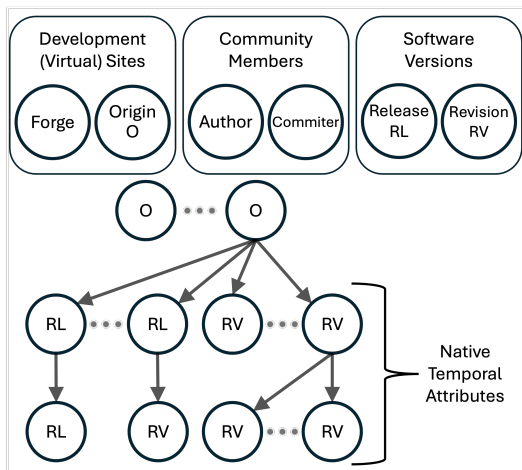 Development
(Virtual) Sites
Community
Members
Software
Versions
Forge
Origin
O
Author
Commiter
Release
RL
Revision
RV
O
O
RL
RL
RV
RV
Native
Temporal
Attributes
RL
RV
RV
RV